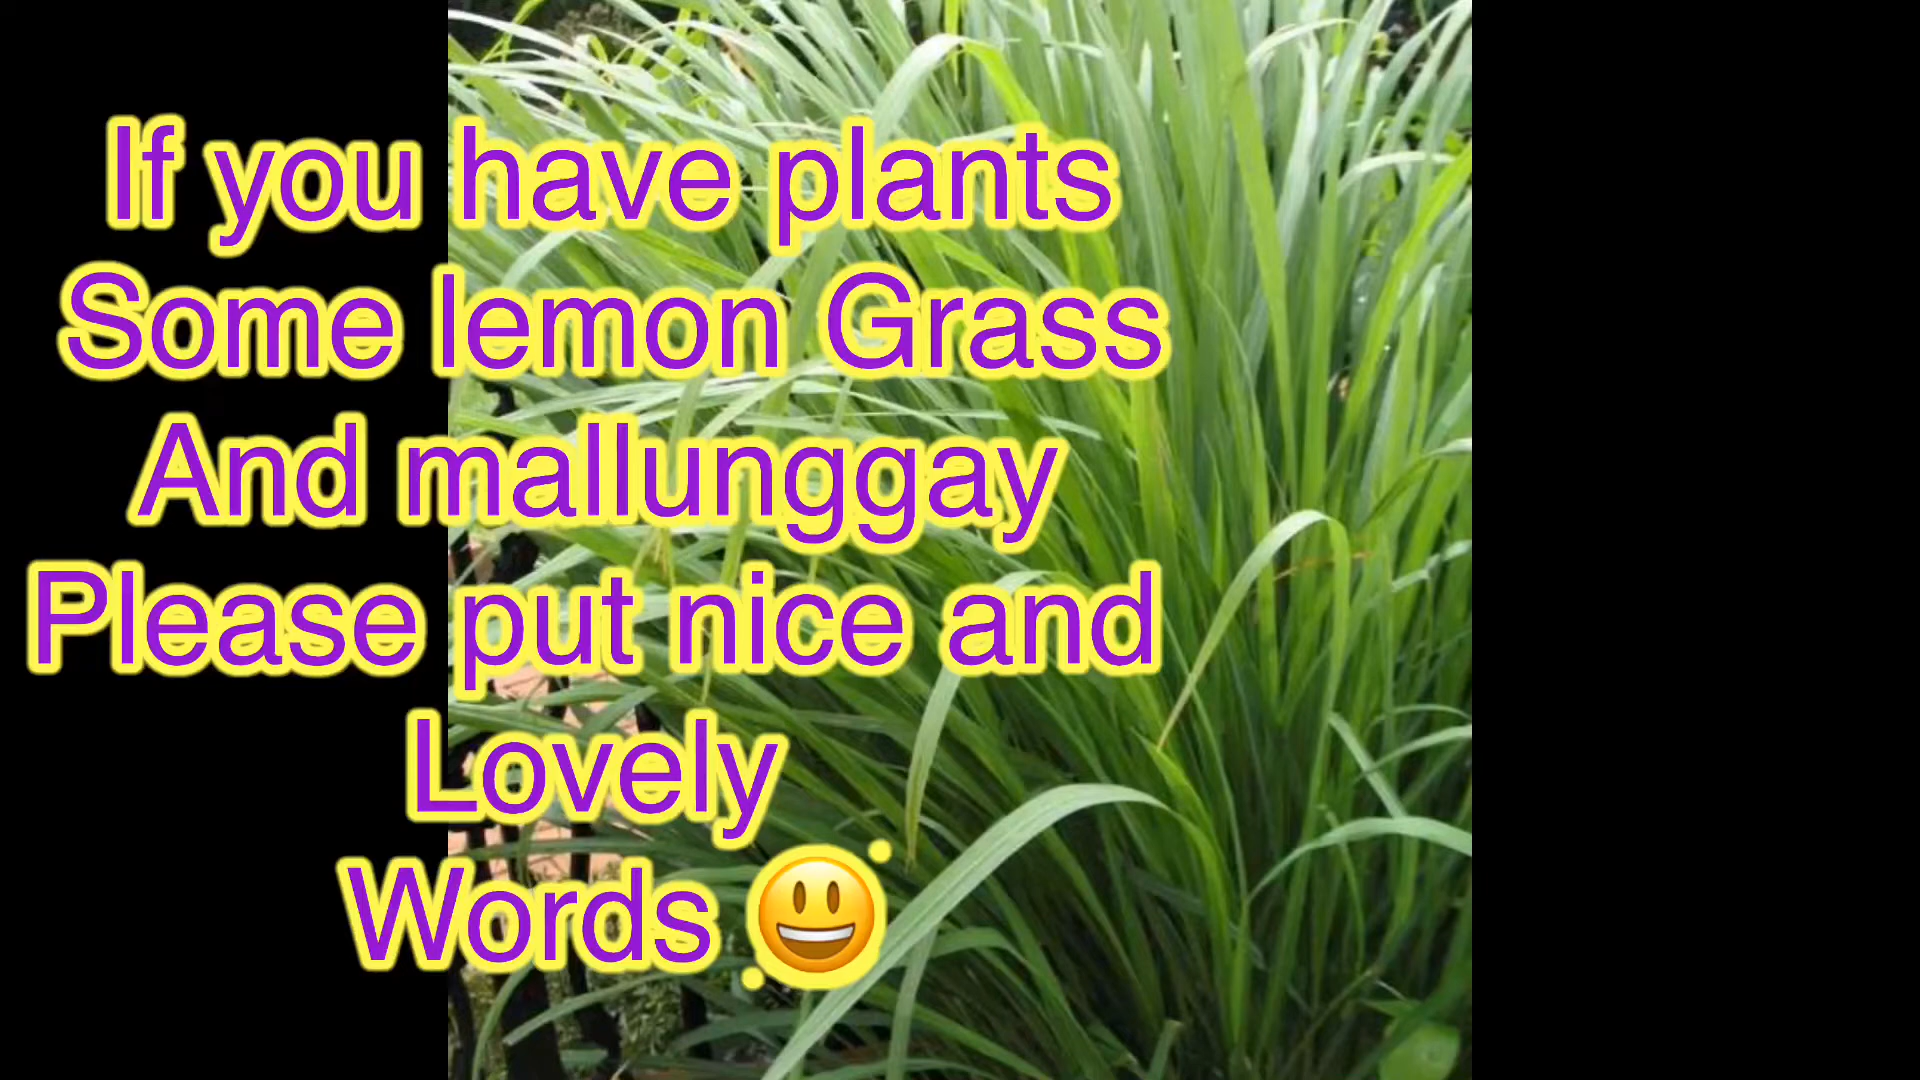 If you have plants
Some lemon Grass
And mallunggay
Please put nice and
Lovely
Words 😃